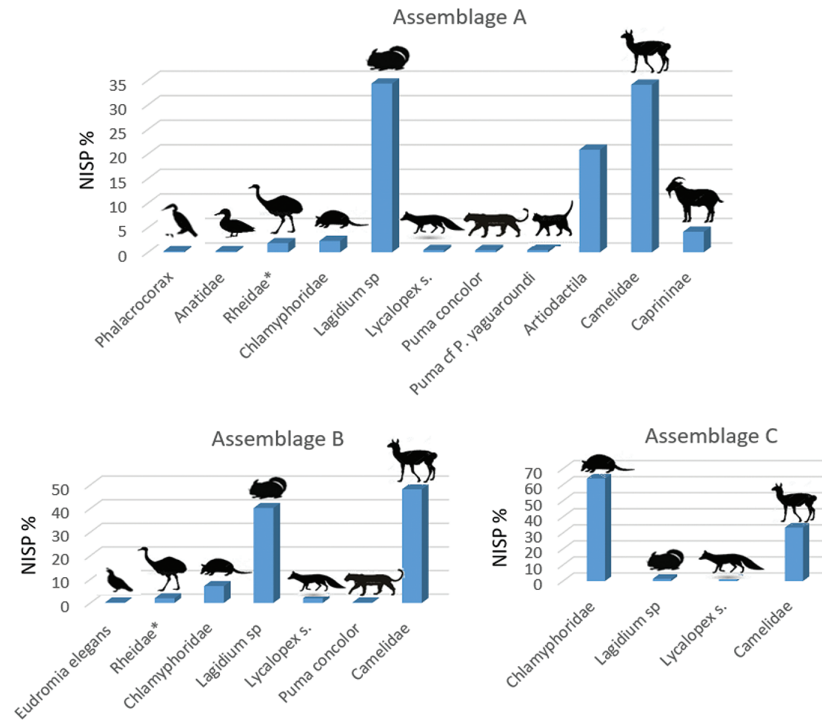 Assemblage A
NISP %
35
30
25
20
15
10
5
0
Phalacrocorax
Anatidae
Rheidae*
Chlamyphoridae
Lagidium sp
Lycalopex s.
Puma concolor
Puma cf P. yaguaroundi
Artiodactila
Camelidae
Caprininae
Assemblage B
NISP %
50
40
30
20
10
0
Eudromia elegans
Rheidae*
Chlamyphoridae
Lagidium sp
Lycalopex s.
Puma concolor
Camelidae
Assemblage C
NISP %
70
60
50
40
30
20
10
0
Chlamyphoridae
Lagidium sp
Lycalopex s.
Camelidae